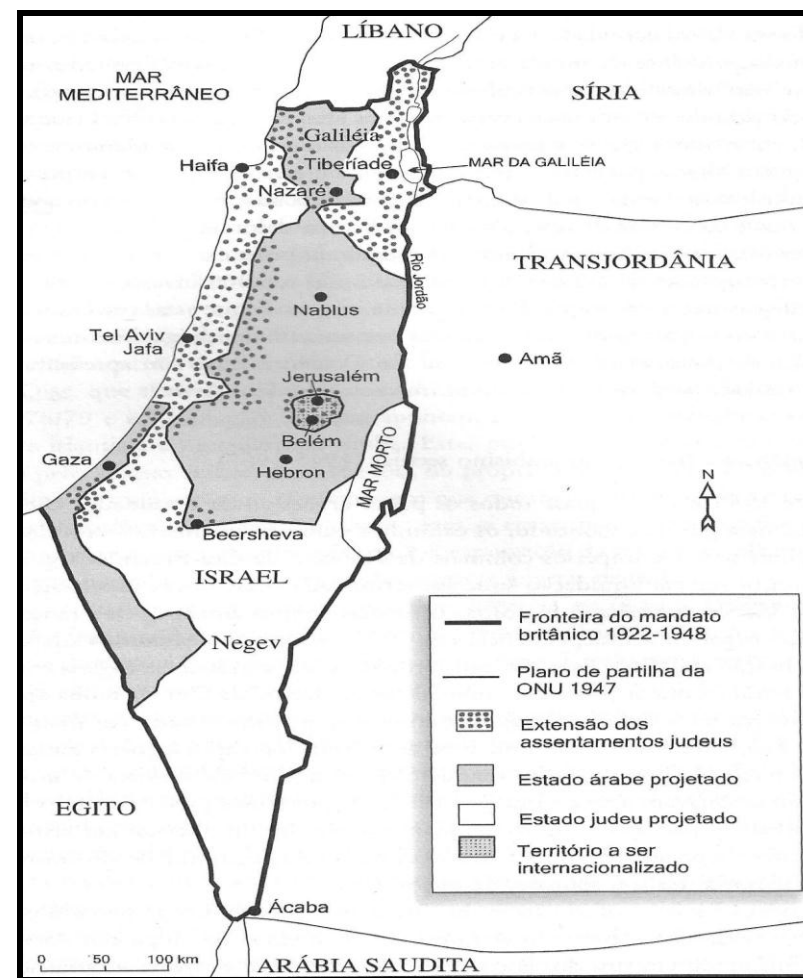 LÍBANO
MAR
MEDITERRÂNEO
SÍRIA
Galiléia
Haifa
Tiberíade
MAR DA GALILÉIA
Nazaré
Rio Jordão
TRANSJORDÂNIA
Nablus
Tel Aviv
Jafa
Amã
Jerusalém
Belém
Gaza
Hebron
MAR MORTO
N
Beersheva
ISRAEL
Negev
Fronteira do mandato
britânico 1922-1948
Plano de partilha da
ONU 1947
Extensão dos
assentamentos judeus
Estado árabe projetado
Estado judeu projetado
Território a ser
internacionalizado
EGITO
Ácaba
0 50 100 km
ARÁBIA SAUDITA